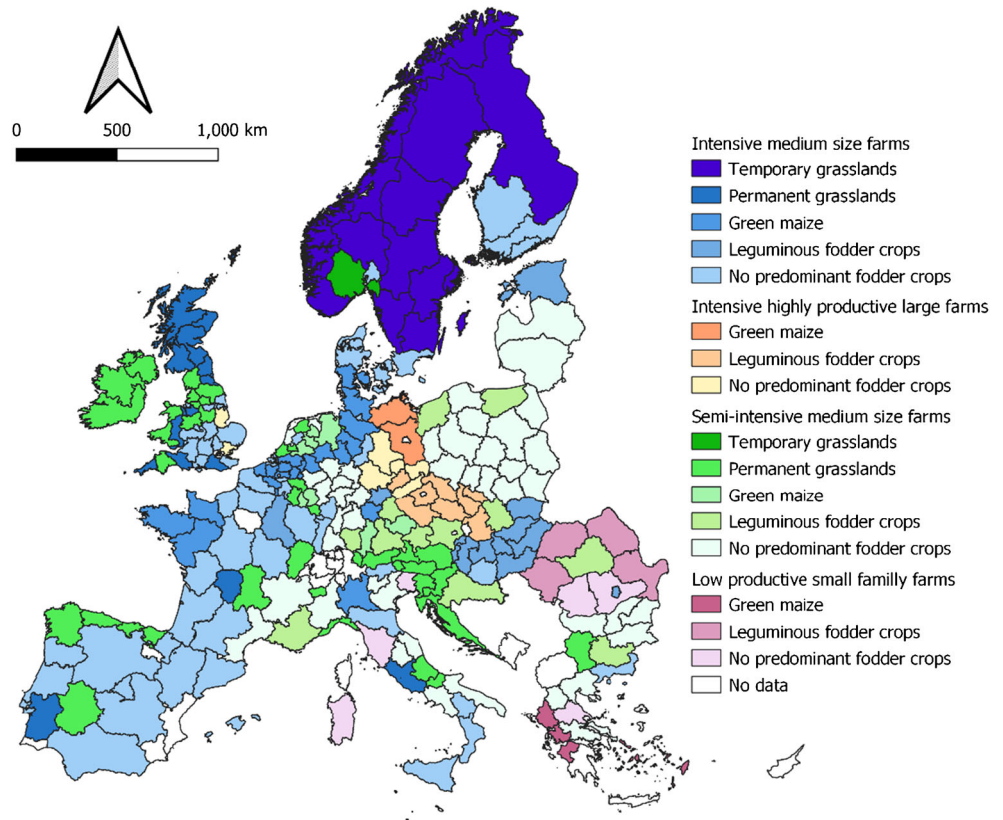 0 500 1,000 km
Intensive medium size farms
Temporary grasslands
Permanent grasslands
Green maize
Leguminous fodder crops
No predominant fodder crops
Intensive highly productive large farms
Green maize
Leguminous fodder crops
No predominant fodder crops
Semi-intensive medium size farms
Temporary grasslands
Permanent grasslands
Green maize
Leguminous fodder crops
No predominant fodder crops
Low productive small familly farms
Green maize
Leguminous fodder crops
No predominant fodder crops
No data